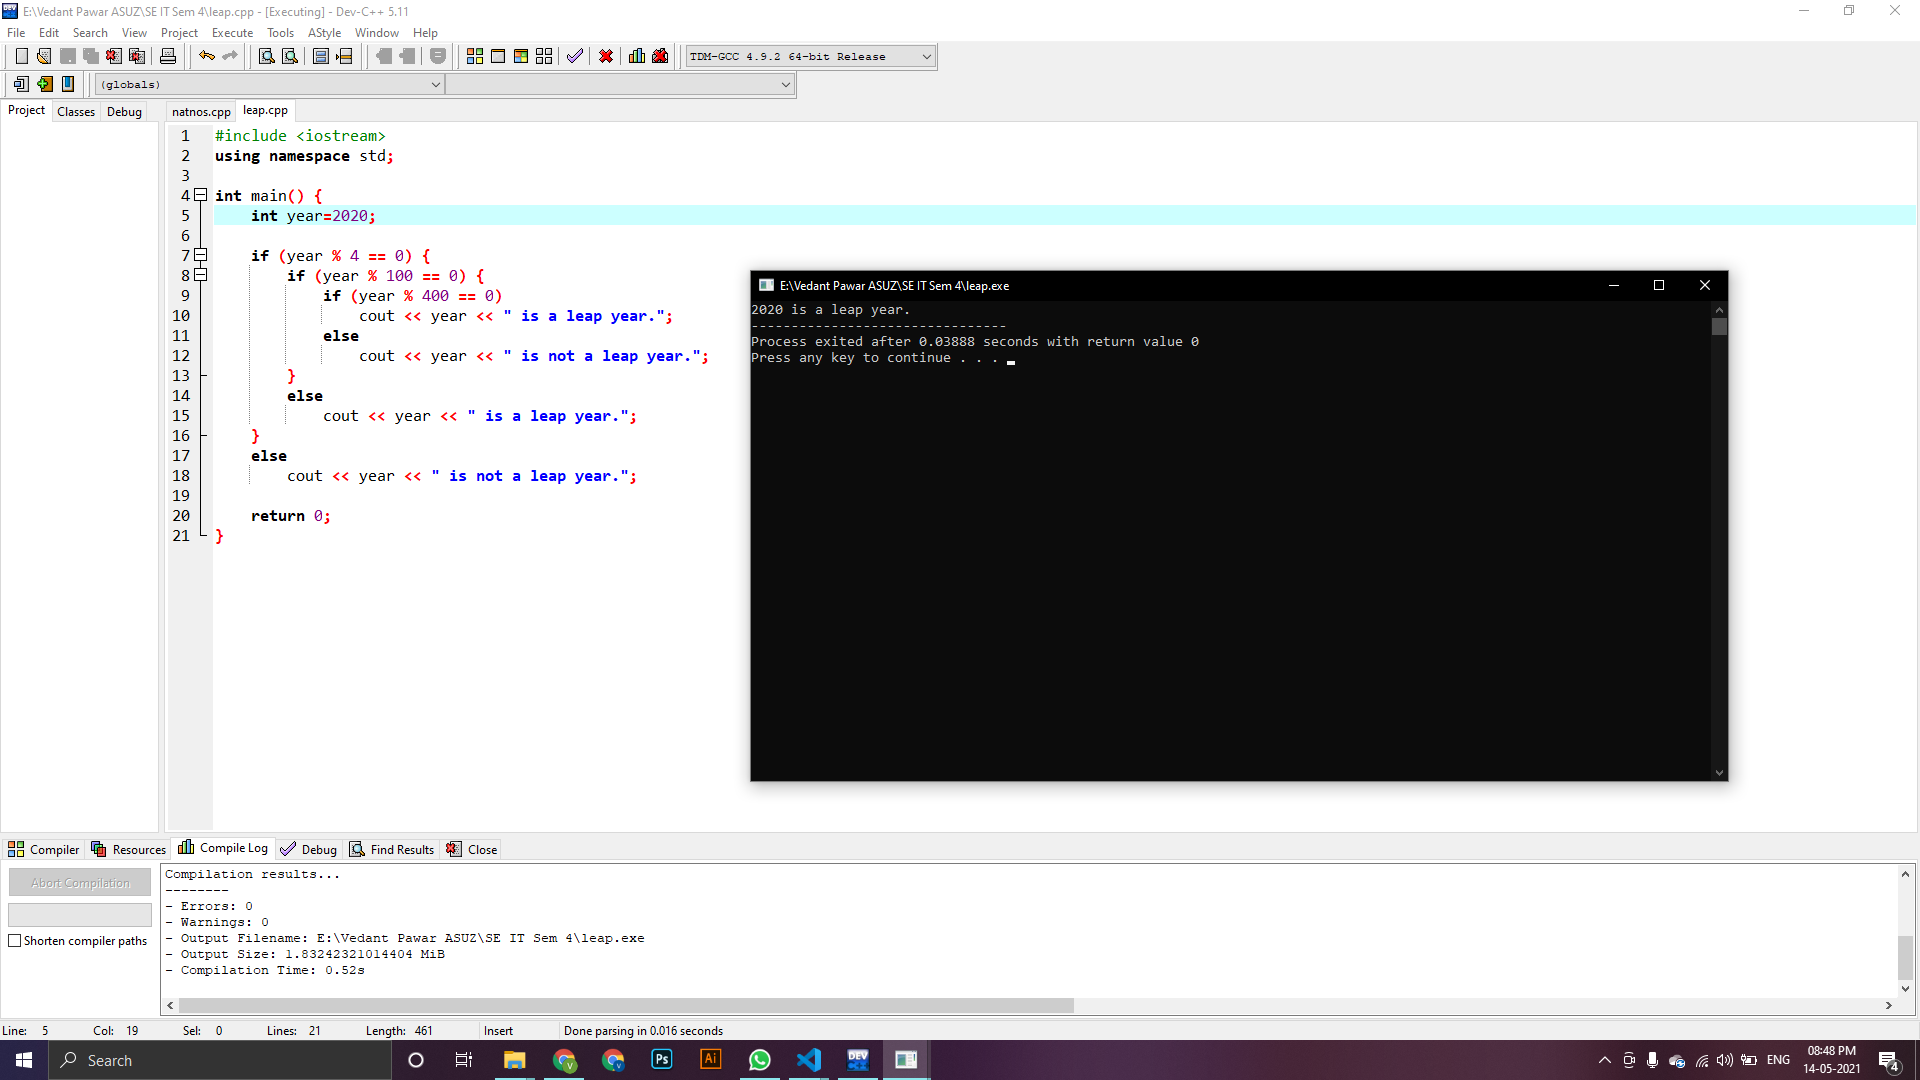 E:\Vedant Pawar ASUZ\SE IT Sem 4\leap.cpp - [Executing] - Dev-C++ 5.11
File Edit Search View Project Execute Tools AStyle Window Help
TDM-GCC 4.9.2 64-bit Release
(globals)
Project Classes Debug natnos.cpp leap.cpp
1 #include <iostream>
2 using namespace std;
3
4 int main() {
5 int year=2020;
6
7 if (year % 4 == 0) {
8 if (year % 100 == 0) {
9 if (year % 400 == 0)
10 cout << year << " is a leap year.";
11 else
12 cout << year << " is not a leap year.";
13 }
14 else
15 cout << year << " is a leap year.";
16 }
17 else
18 cout << year << " is not a leap year.";
19
20 return 0;
21 }
E:\Vedant Pawar ASUZ\SE IT Sem 4\leap.exe
2020 is a leap year.
--------------------------------
Process exited after 0.03888 seconds with return value 0
Press any key to continue . . .
Compiler Resources Compile Log Debug Find Results Close
Abort Compilation
Shorten compiler paths
Compilation results...
--------
- Errors: 0
- Warnings: 0
- Output Filename: E:\Vedant Pawar ASUZ\SE IT Sem 4\leap.exe
- Output Size: 1.83242321014404 MiB
- Compilation Time: 0.52s
Line: 5 Col: 19 Sel: 0 Lines: 21 Length: 461 Insert Done parsing in 0.016 seconds
Search
Ps
Ai
DEV
ENG
08:48 PM
14-05-2021
4